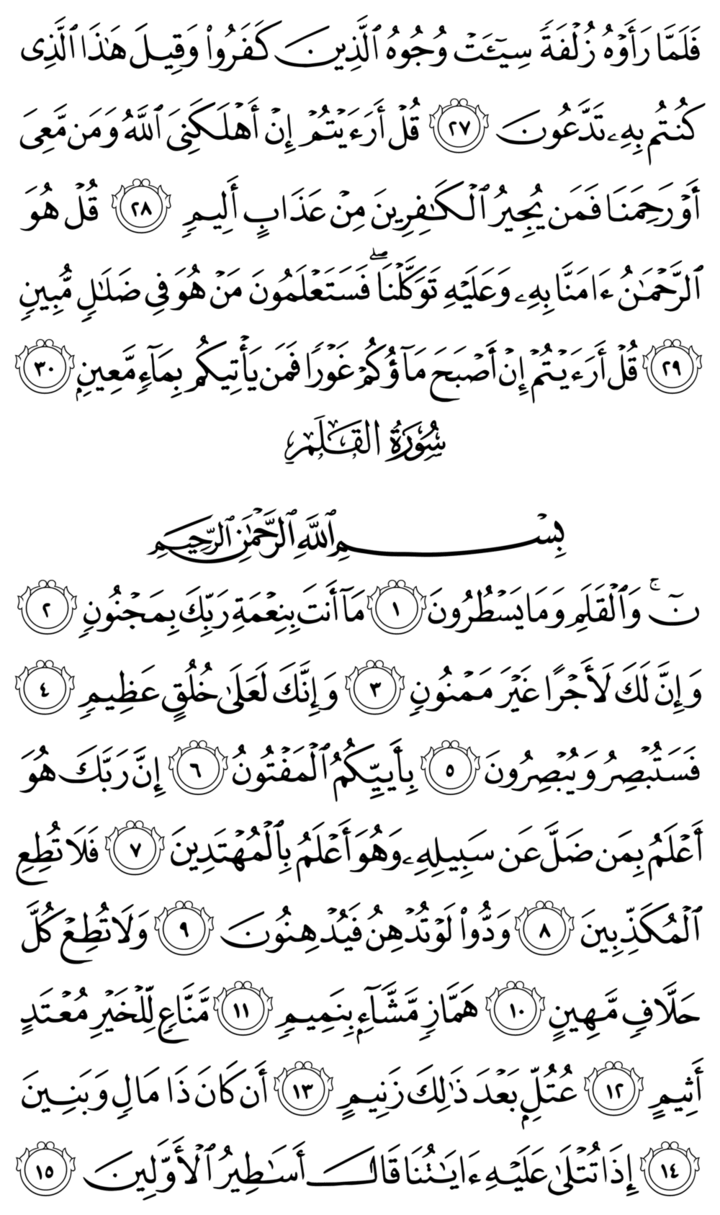 فَلَمَّا رَأَوْهُ زُلْفَةً سِيٓـَٔتْ وُجُوهُ ٱلَّذِينَ كَفَرُوا۟ وَقِيلَ هَٰذَا ٱلَّذِى
كُنتُم بِهِۦ تَدَّعُونَ ٢٧ قُلْ أَرَءَيْتُمْ إِنْ أَهْلَكَنِىَ ٱللَّهُ وَمَن مَّعِىَ
أَوْ رَحِمَنَا فَمَن يُجِيرُ ٱلْكَٰفِرِينَ مِنْ عَذَابٍ أَلِيمٍ ٢٨ قُلْ هُوَ
ٱلرَّحْمَٰنُ ءَامَنَّا بِهِۦ وَعَلَيْهِ تَوَكَّلْنَا ۖ فَسَتَعْلَمُونَ مَنْ هُوَ فِى ضَلَٰلٍ مُّبِينٍ
٢٩ قُلْ أَرَءَيْتُمْ إِنْ أَصْبَحَ مَآؤُكُمْ غَوْرًا فَمَن يَأْتِيكُم بِمَآءٍ مَّعِينٍۭ ٣٠
سُورَةُ القَلَمِ
بِسْمِ ٱللَّهِ ٱلرَّحْمَٰنِ ٱلرَّحِيمِ
نٓ ۚ وَٱلْقَلَمِ وَمَا يَسْطُرُونَ ١ مَآ أَنتَ بِنِعْمَةِ رَبِّكَ بِمَجْنُونٍ ٢
وَإِنَّ لَكَ لَأَجْرًا غَيْرَ مَمْنُونٍ ٣ وَإِنَّكَ لَعَلَىٰ خُلُقٍ عَظِيمٍ ٤
فَسَتُبْصِرُ وَيُبْصِرُونَ ٥ بِأَييِّكُمُ ٱلْمَفْتُونُ ٦ إِنَّ رَبَّكَ هُوَ
أَعْلَمُ بِمَن ضَلَّ عَن سَبِيلِهِۦ وَهُوَ أَعْلَمُ بِٱلْمُهْتَدِينَ ٧ فَلَا تُطِعِ
ٱلْمُكَذِّبِينَ ٨ وَدُّوا۟ لَوْ تُدْهِنُ فَيُدْهِنُونَ ٩ وَلَا تُطِعْ كُلَّ
حَلَّافٍ مَّهِينٍ ١٠ هَمَّازٍ مَّشَّآءٍۭ بِنَمِيمٍ ١١ مَّنَّاعٍ لِّلْخَيْرِ مُعْتَدٍ
أَثِيمٍ ١٢ عُتُلٍّۭ بَعْدَ ذَٰلِكَ زَنِيمٍ ١٣ أَن كَانَ ذَا مَالٍ وَبَنِينَ
١٤ إِذَا تُتْلَىٰ عَلَيْهِ ءَايَٰتُنَا قَالَ أَسَٰطِيرُ ٱلْأَوَّلِينَ ١٥